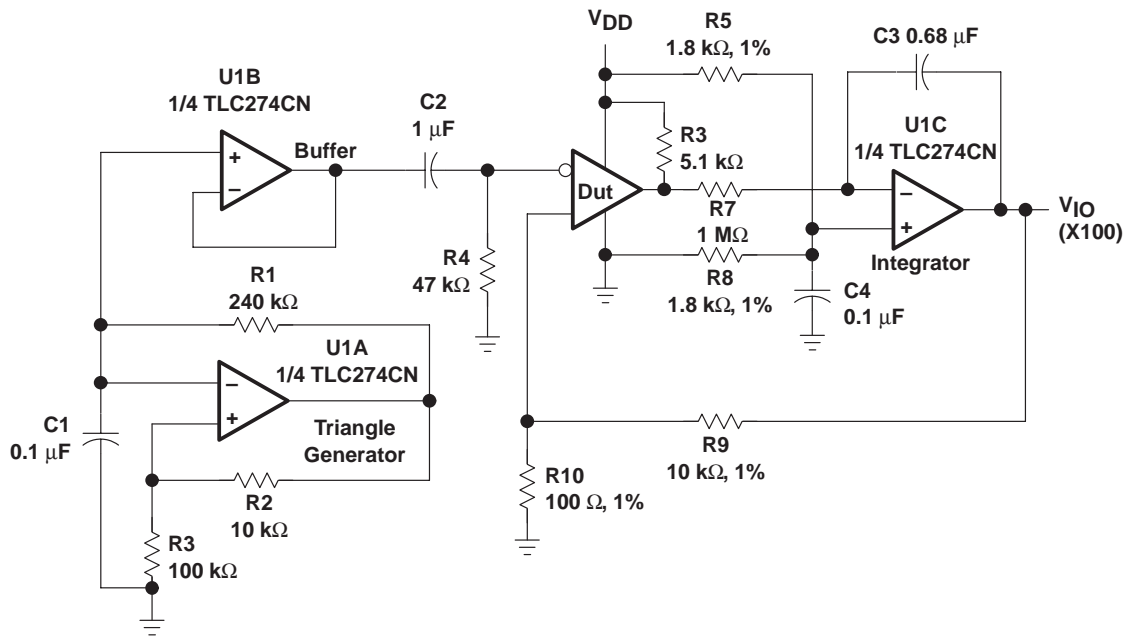 VDD
R5
1.8 kΩ, 1%
C3 0.68 μF
U1B
1/4 TLC274CN
C2
1 μF
Buffer
+
−
R3
5.1 kΩ
U1C
1/4 TLC274CN
Dut
R7
1 MΩ
−
+
VIO
(X100)
Integrator
R4
47 kΩ
R8
1.8 kΩ, 1%
C4
0.1 μF
R1
240 kΩ
U1A
1/4 TLC274CN
−
+
C1
0.1 μF
Triangle
Generator
R9
10 kΩ, 1%
R2
10 kΩ
R10
100 Ω, 1%
R3
100 kΩ